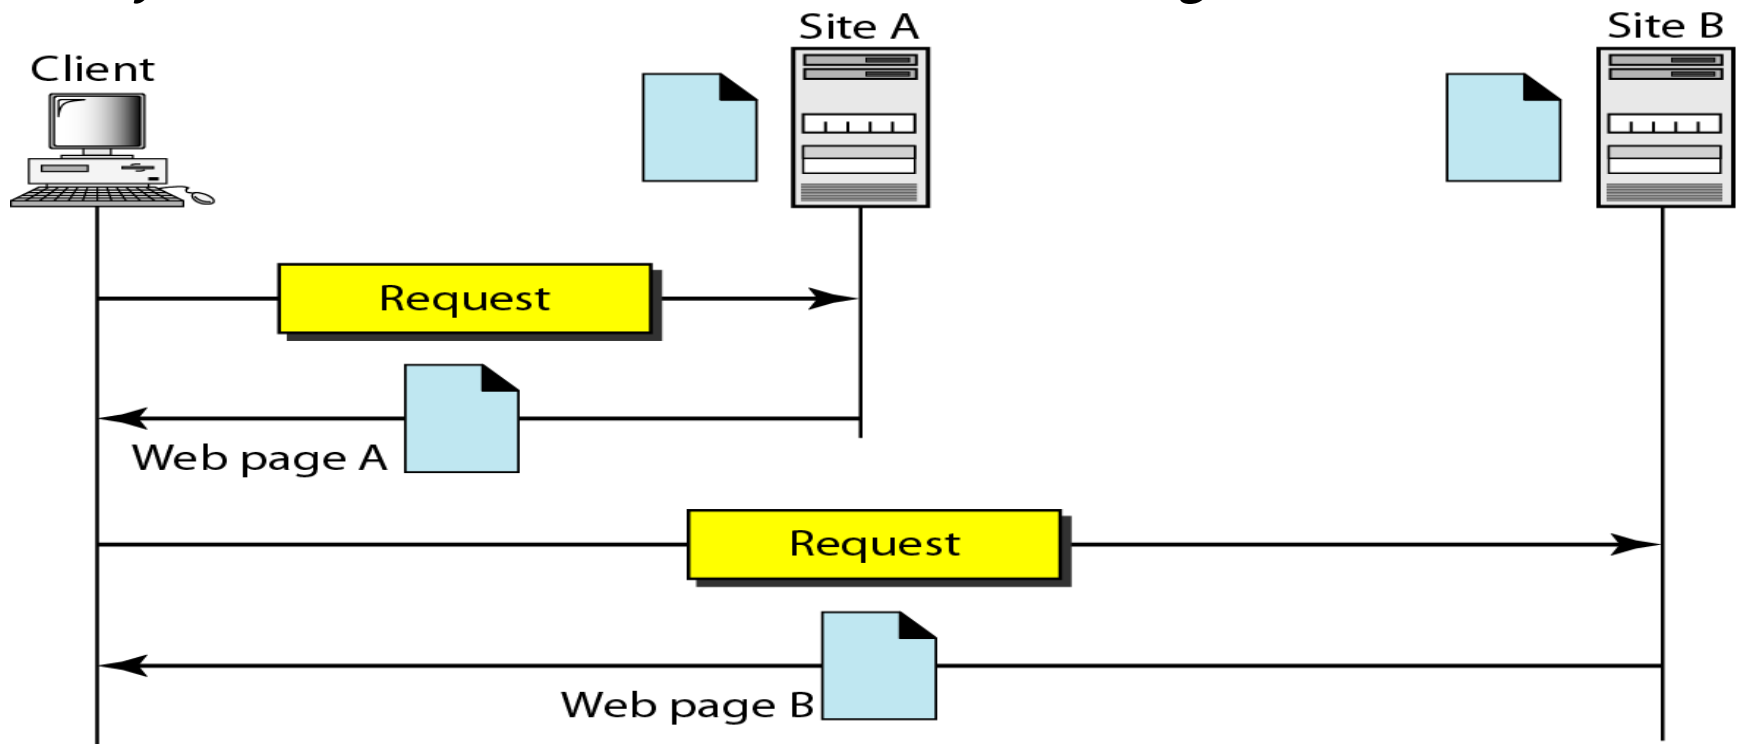 Site A
Site B
Client
Request
Web page A
Request
Web page B